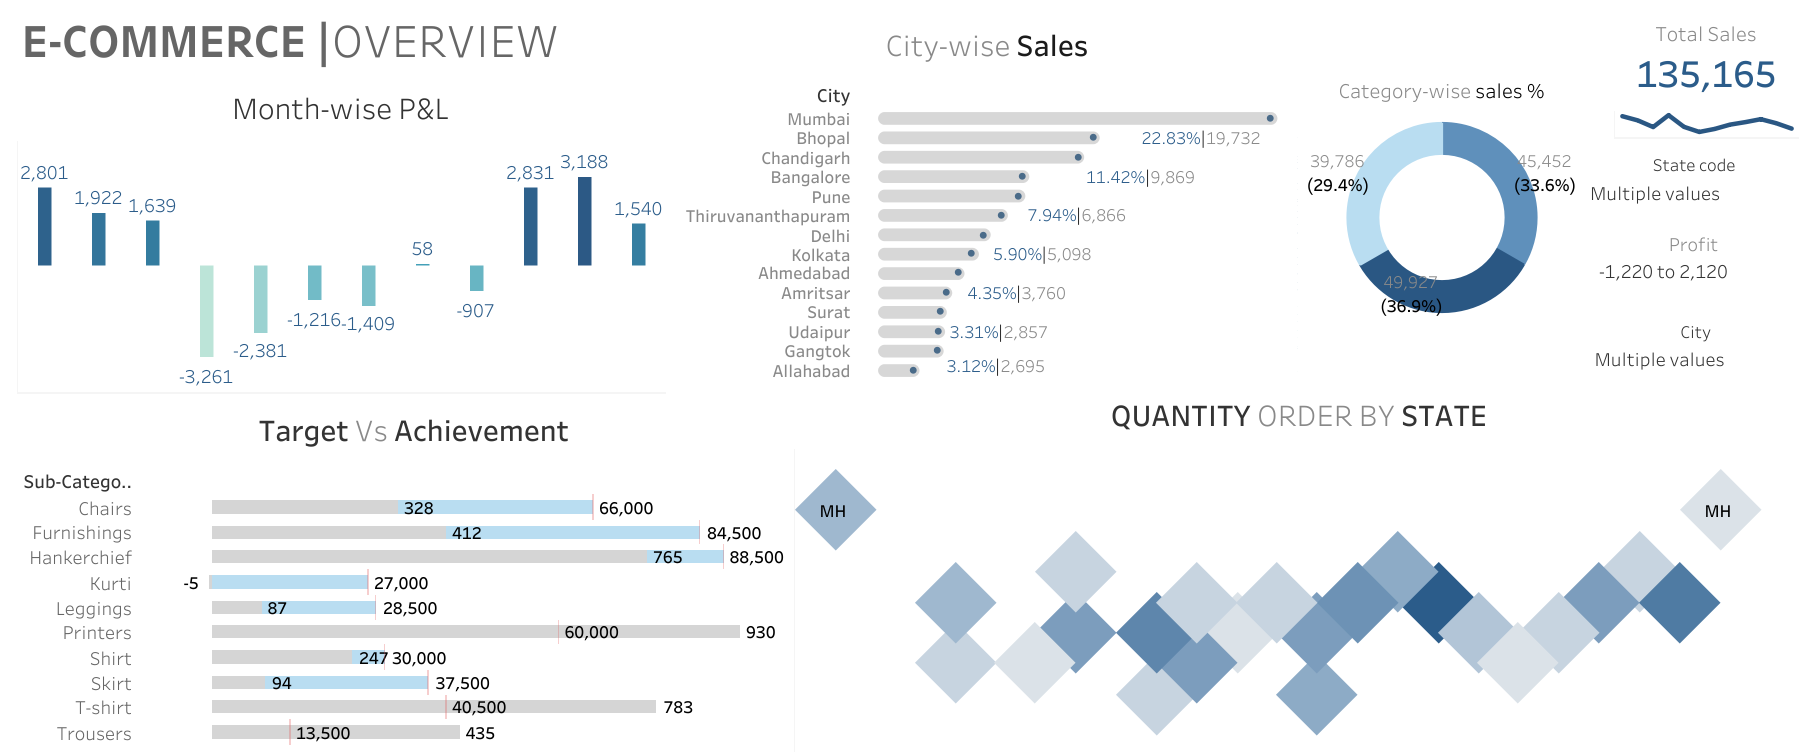 E-COMMERCE |OVERVIEW
Month-wise P&L
2,801
1,922
1,639
-3,261
-2,381
-1,216
-1,409
58
-907
2,831
3,188
1,540
City-wise Sales
City
Mumbai
Bhopal 22.83%|19,732
Chandigarh
Bangalore 11.42%|9,869
Pune
Thiruvananthapuram 7.94%|6,866
Delhi
Kolkata 5.90%|5,098
Ahmedabad
Amritsar 4.35%|3,760
Surat
Udaipur 3.31%|2,857
Gangtok
Allahabad 3.12%|2,695
Category-wise sales %
39,786
(29.4%)
45,452
(33.6%)
49,927
(36.9%)
Total Sales
135,165
State code
Multiple values
Profit
-1,220 to 2,120
City
Multiple values
Target Vs Achievement
Sub-Catego..
Chairs 328 66,000
Furnishings 412 84,500
Hankerchief 765 88,500
Kurti -5 27,000
Leggings 87 28,500
Printers 60,000 930
Shirt 247 30,000
Skirt 94 37,500
T-shirt 40,500 783
Trousers 13,500 435
QUANTITY ORDER BY STATE
MH
MH